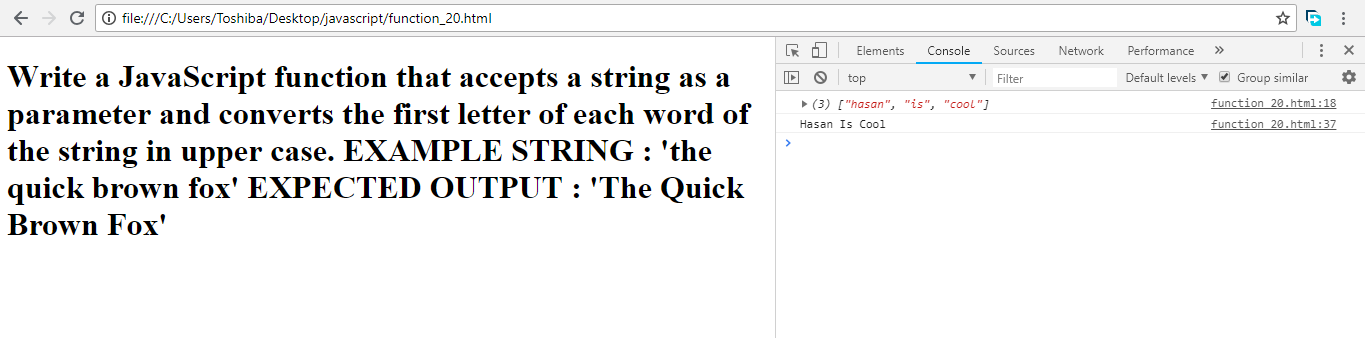 file:///C:/Users/Toshiba/Desktop/javascript/function_20.html
Write a JavaScript function that accepts a string as a
parameter and converts the first letter of each word of
the string in upper case. EXAMPLE STRING : 'the
quick brown fox' EXPECTED OUTPUT : 'The Quick
Brown Fox'
Elements Console Sources Network Performance »
top Filter Default levels Group similar
(3) ["hasan", "is", "cool"] function 20.html:18
Hasan Is Cool function 20.html:37